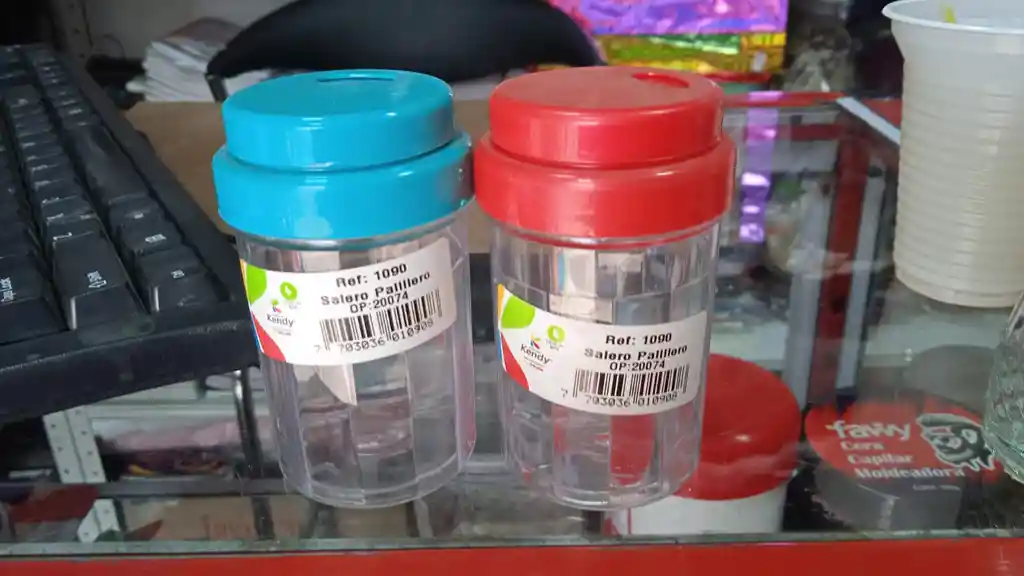 Ref: 1090
Salero Palillero
OP:20074
Kendy
7 703036 010908
Ref: 1090
Salero Palillero
OP:20074
Kendy
7 703036 010908
fawy
Cera
Capilar
Moldeadora